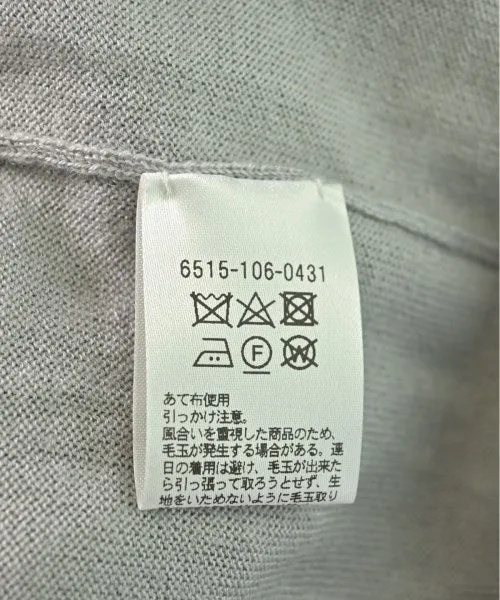 6515-106-0431
F W
あて布使用
引っかけ注意。
風合いを重視した商品のため、
毛玉が発生する場合がある。連
日の着用は避け、毛玉が出来た
ら引っ張って取ろうとせず、生
地をいためないように毛玉取り